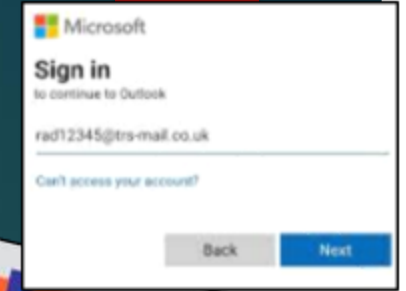 Microsoft
Sign in
to continue to Outlook
rad12345@trs-mail.co.uk
Can't access your account?
Back
Next